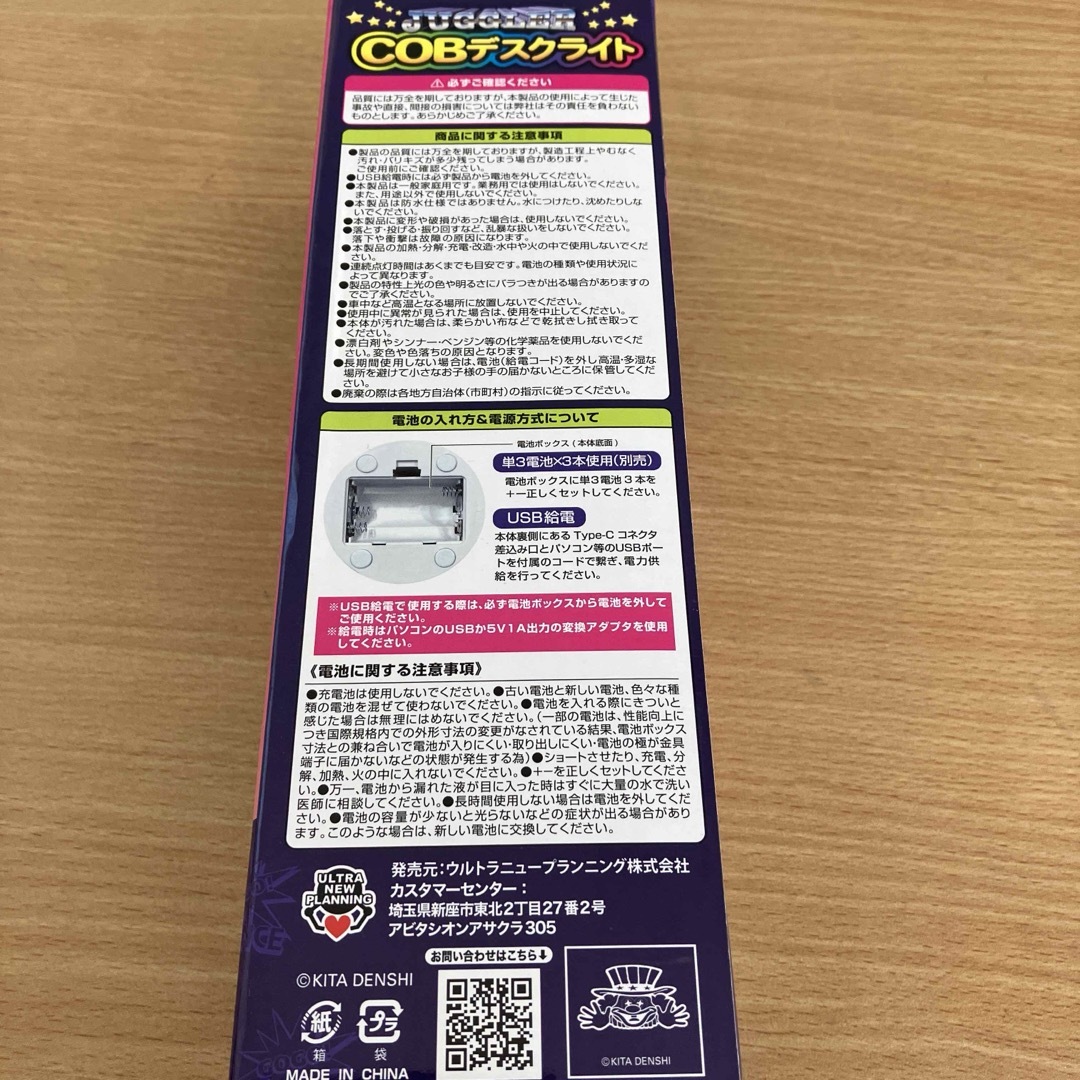 JUGGLER
COBデスクライト
⚠必ずご確認ください
品質には万全を期しておりますが、本製品の使用によって生じた
事故や直接、間接の損害については弊社はその責任を負わない
ものとします。あらかじめご了承ください。
商品に関する注意事項
●製品の品質には万全を期しておりますが、製造工程上やむなく
汚れ・バリキズが多少残ってしまう場合があります。
ご使用前にご確認ください。
●USB給電時には必ず製品から電池を外してください。
●本製品は一般家庭用です。業務用では使用はしないでください。
また、用途以外で使用しないでください。
●本製品は防水仕様ではありません。水につけたり、沈めたりしな
いでください。
●本製品に変形や破損があった場合は、使用しないでください。
●落とす・投げる・振り回すなど、乱暴な扱いをしないでください。
落下や衝撃は故障の原因になります。
●本製品の加熱・分解・充電・改造・水中や火の中で使用しないでくだ
さい。
●連続点灯時間はあくまでも目安です。電池の種類や使用状況に
よって異なります。
●製品の特性上光の色や明るさにバラつきが出る場合がありますの
でご了承ください。
●車中など高温となる場所に放置しないでください。
●使用中に異常が見られた場合は、使用を中止してください。
●本体が汚れた場合は、柔らかい布などで乾拭きし拭き取って
ください。
●漂白剤やシンナー・ベンジン等の化学薬品を使用しないでくだ
さい。変色や色落ちの原因となります。
●長期間使用しない場合は、電池(給電コード)を外し高温・多湿な
場所を避けて小さなお子様の手の届かないところに保管してくだ
さい。
●廃棄の際は各地方自治体(市町村)の指示に従ってください。
電池の入れ方&電源方式について
電池ボックス(本体底面)
単3電池×3本使用(別売)
電池ボックスに単3電池3本を
+−正しくセットしてください。
USB給電
本体裏側にあるType-Cコネクタ
差込み口とパソコン等のUSBポー
トを付属のコードで繋ぎ、電力供
給を行ってください。
※USB給電で使用する際は、必ず電池ボックスから電池を外して
ご使用ください。
※給電時はパソコンのUSBか5V1A出力の変換アダプタを使用
してください。
《電池に関する注意事項》
●充電池は使用しないでください。●古い電池と新しい電池、色々な種
類の電池を混ぜて使わないでください。●電池を入れる際にきついと
感じた場合は無理にはめないでください。(一部の電池は、性能向上に
つき国際規格内での外形寸法の変更がなされている結果、電池ボックス
寸法との兼ね合いで電池が入りにくい・取り出しにくい・電池の極が金具
端子に届かないなどの状態が発生する為)●ショートさせたり、充電、分
解、加熱、火の中に入れないでください。●+−を正しくセットしてくださ
い。●万一、電池から漏れた液が目に入った時はすぐに大量の水で洗い
医師に相談してください。●長時間使用しない場合は電池を外してくだ
さい。●電池の容量が少ないと光らないなどの症状が出る場合があり
ます。このような場合は、新しい電池に交換してください。
ULTRA
NEW
PLANNING
発売元:ウルトラニュープランニング株式会社
カスタマーセンター:
埼玉県新座市東北2丁目27番2号
アビタシオンアサクラ305
お問い合わせはこちら↓
©KITA DENSHI
紙
箱
プラ
袋
©KITA DENSHI
MADE IN CHINA